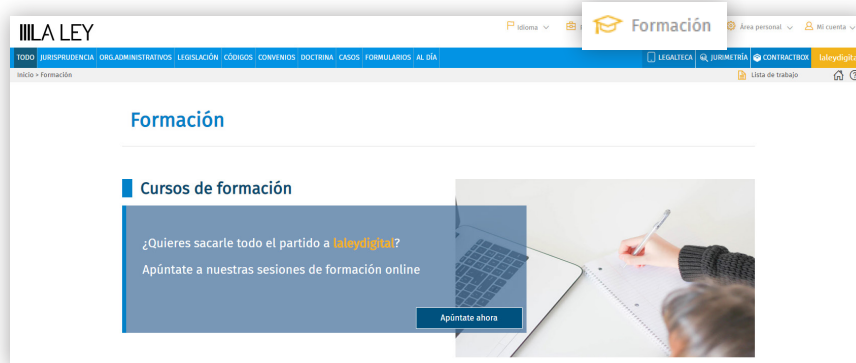 LA LEY
Idioma
Formación
Área personal
Mi cuenta
TODO JURISPRUDENCIA ORG.ADMINISTRATIVOS LEGISLACIÓN CÓDIGOS CONVENIOS DOCTRINA CASOS FORMULARIOS AL DÍA
LEGALTECA JURIMETRÍA CONTRACTBOX laleydigital
Inicio > Formación
Lista de trabajo
Formación
Cursos de formación
¿Quieres sacarle todo el partido a laleydigital?
Apúntate a nuestras sesiones de formación online
Apúntate ahora